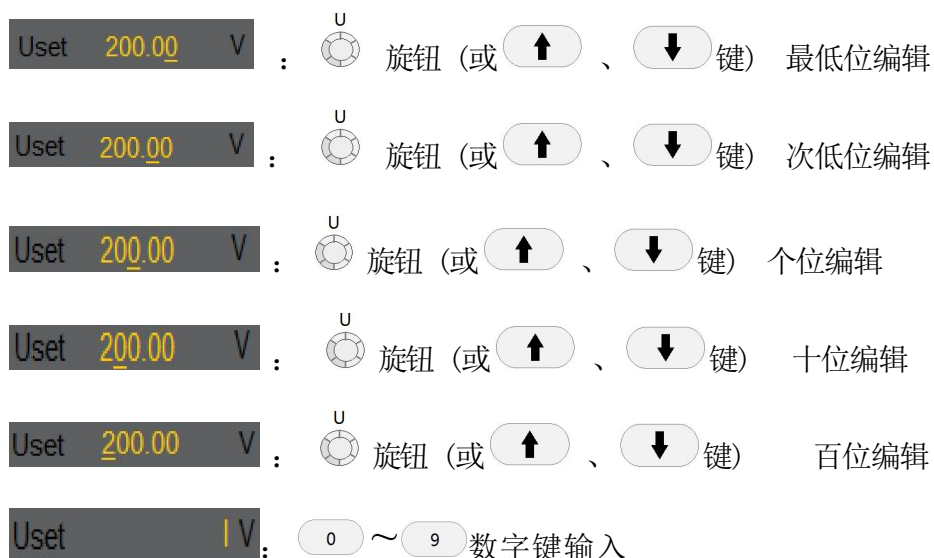 U
Uset 200.00 V : 旋钮 (或 ⬆ 、 ⬇ 键) 最低位编辑
U
Uset 200.00 V : 旋钮 (或 ⬆ 、 ⬇ 键) 次低位编辑
U
Uset 200.00 V : 旋钮 (或 ⬆ 、 ⬇ 键) 个位编辑
U
Uset 200.00 V : 旋钮 (或 ⬆ 、 ⬇ 键) 十位编辑
U
Uset 200.00 V : 旋钮 (或 ⬆ 、 ⬇ 键) 百位编辑
Uset V : 0 ～ 9 数字键输入